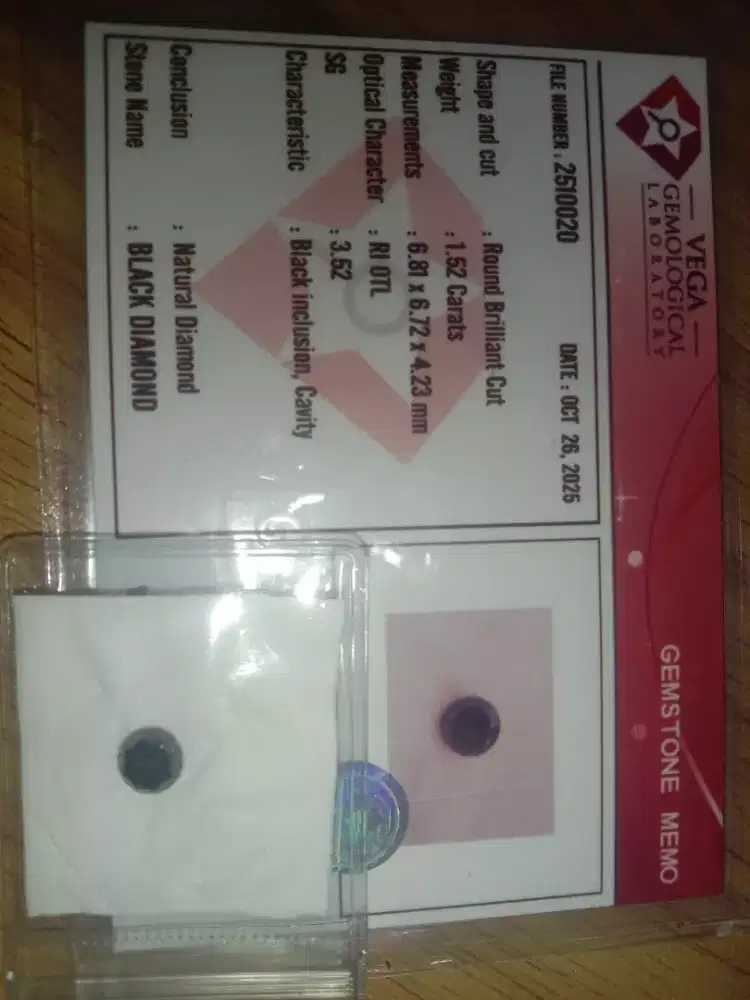 VEGA
GEMOLOGICAL
LABORATORY
GEMSTONE MEMO
FILE NUMBER : 2510020 DATE : OCT 26, 2025
Shape and cut : Round Brilliant Cut
Weight : 1.52 Carats
Measurements : 6.81 x 6.72 x 4.23 mm
Optical Character : RI OTL
SG : 3.52
Characteristic : Black inclusion, Cavity
Conclusion : Natural Diamond
Stone Name : BLACK DIAMOND